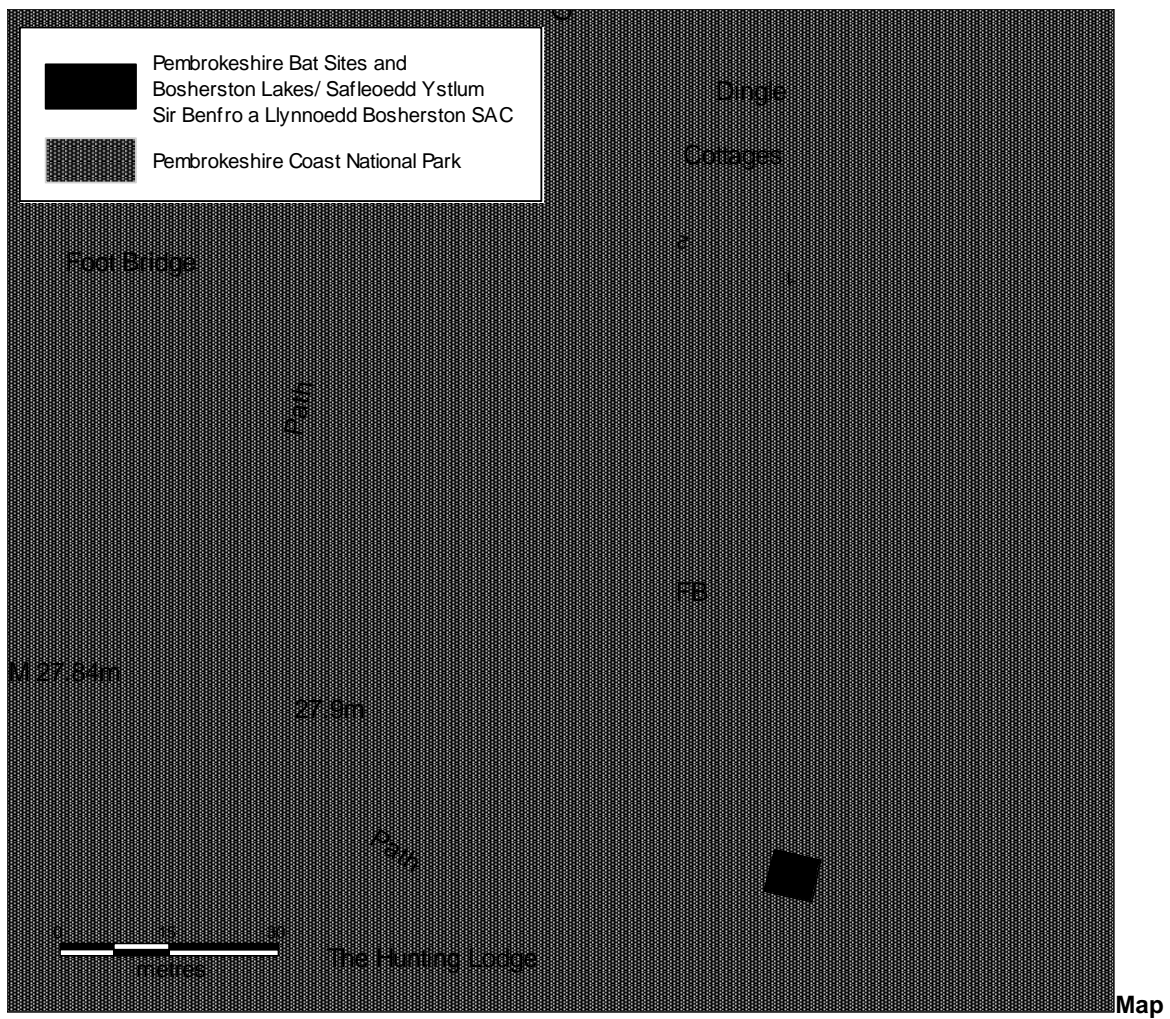 Pembrokeshire Bat Sites and
Bosherston Lakes/ Safleoedd Ystlum
Sir Benfro a Llynnoedd Bosherston SAC
Pembrokeshire Coast National Park
Dingle
Cottages
2
Foot Bridge
Path
FB
M 27.84m
27.9m
Path
0 15 30
metres
The Hunting Lodge
Map